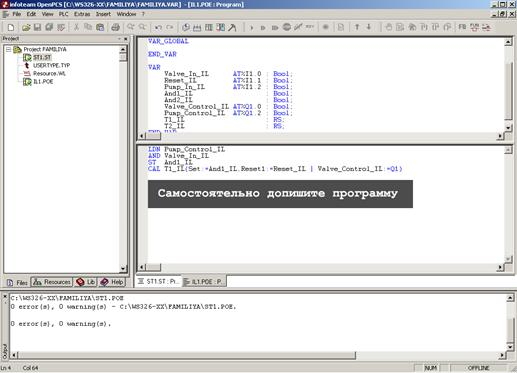 infoteam OpenPCS C:\WS326-XX\FAMILIYA\FAMILIYA.VAR] - [IL1.POE : Program]
File Edit View PLC Extras Insert Window ?
Project
Project FAMILIYA
ST1.ST
USERTYPE.TYP
Resource.WL
IL1.POE
Files Resources Lib Help
VAR_GLOBAL
END_VAR
VAR
Valve_In_IL AT%I1.0 : Bool;
Reset_IL AT%I1.1 : Bool;
Pump_In_IL AT%I1.2 : Bool;
And1_IL : Bool;
And2_IL : Bool;
Valve_Control_IL AT%Q1.0 : Bool;
Pump_Control_IL AT%Q1.2 : Bool;
T1_IL : RS;
T2_IL : RS;
END_VAR
LDN Pump_Control_IL
AND Valve_In_IL
ST And1_IL
CAL T1_IL(Set:=And1_IL,Reset1:=Reset_IL | Valve_Control_IL:=Q1)
Самостоятельно допишите программу
ST1.ST : Pr... IL1.POE : P...
C:\WS326-XX\FAMILIYA\ST1.POE
0 error(s), 0 warning(s) - C:\WS326-XX\FAMILIYA\ST1.POE.
0 error(s), 0 warning(s).
Output
Ln 4 Col 64 NUM OFFLINE